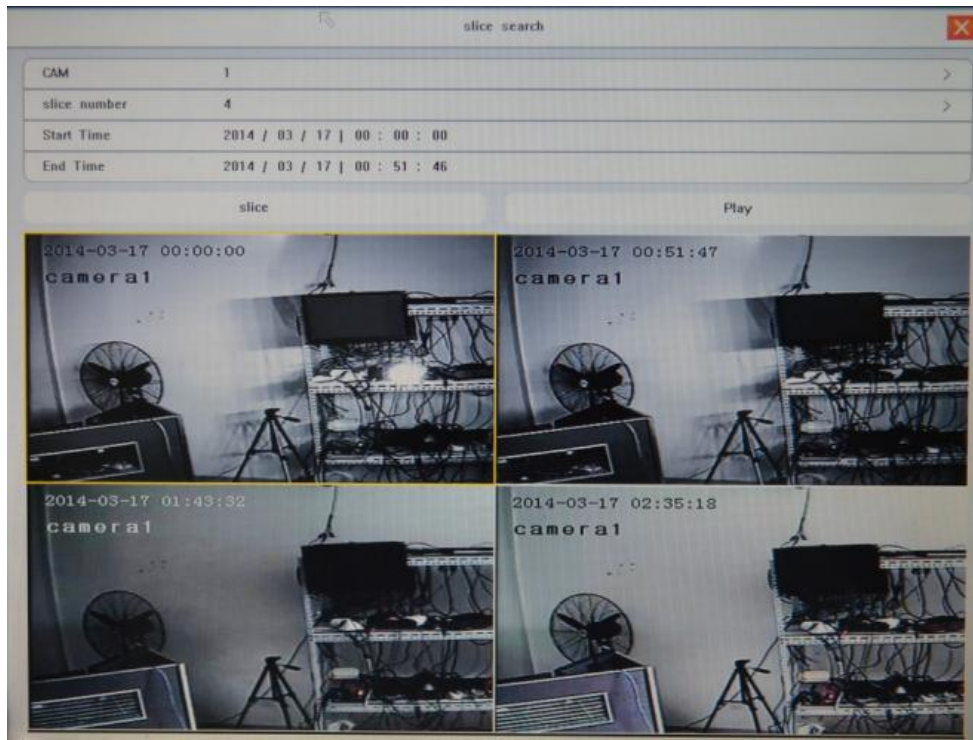 slice search
CAM 1
slice number 4
Start Time 2014 / 03 / 17 | 00 : 00 : 00
End Time 2014 / 03 / 17 | 00 : 51 : 46
slice Play
2014-03-17 00:00:00 2014-03-17 00:51:47
camera1 camera1
2014-03-17 01:43:32 2014-03-17 02:35:18
camera1 camera1